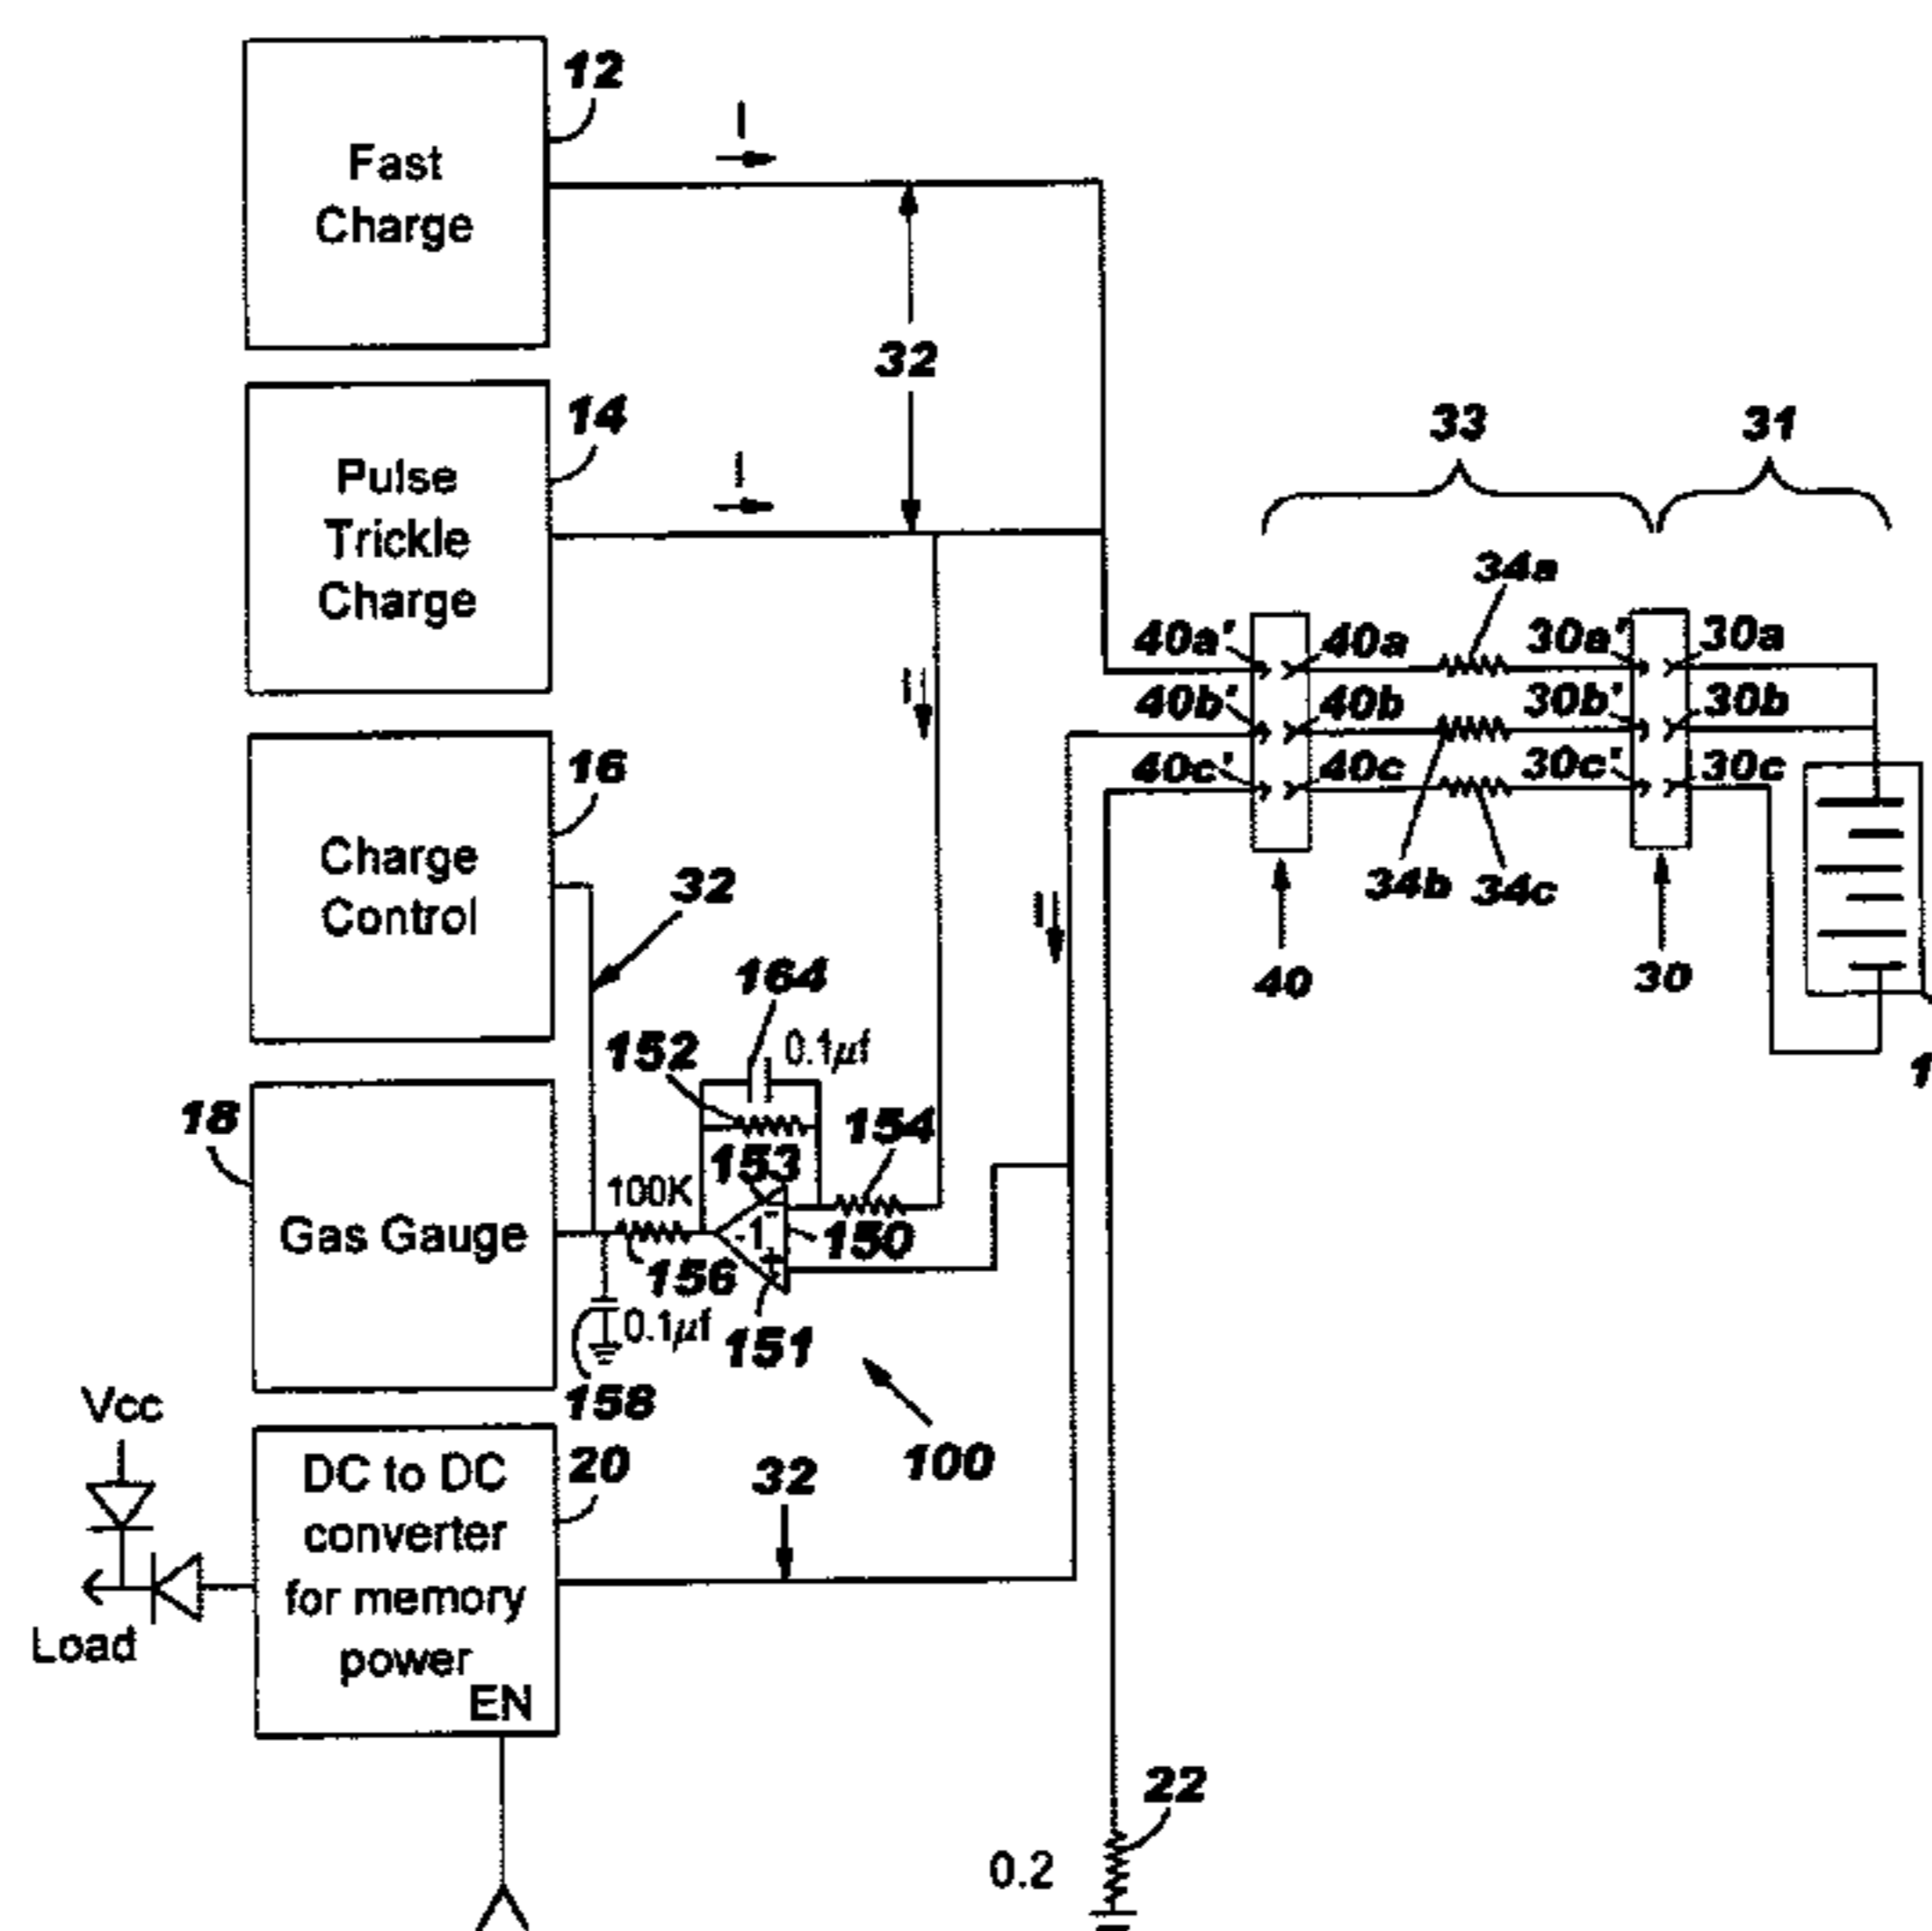 12
I
Fast
Charge
32
14
I
Pulse
Trickle
Charge
33
31
34a
40a'
40a
30a'
30a
40b'
40b
30b'
30b
40c'
40c
30c'
30c
I
16
Charge
Control
32
34b
34c
I
40
30
164
0.1µf
152
18
154
153
100K
-
-1
+
150
Gas Gauge
156
0.1µf
151
158
Vcc
100
20
DC to DC
converter
for memory
power
EN
32
Load
22
0.2